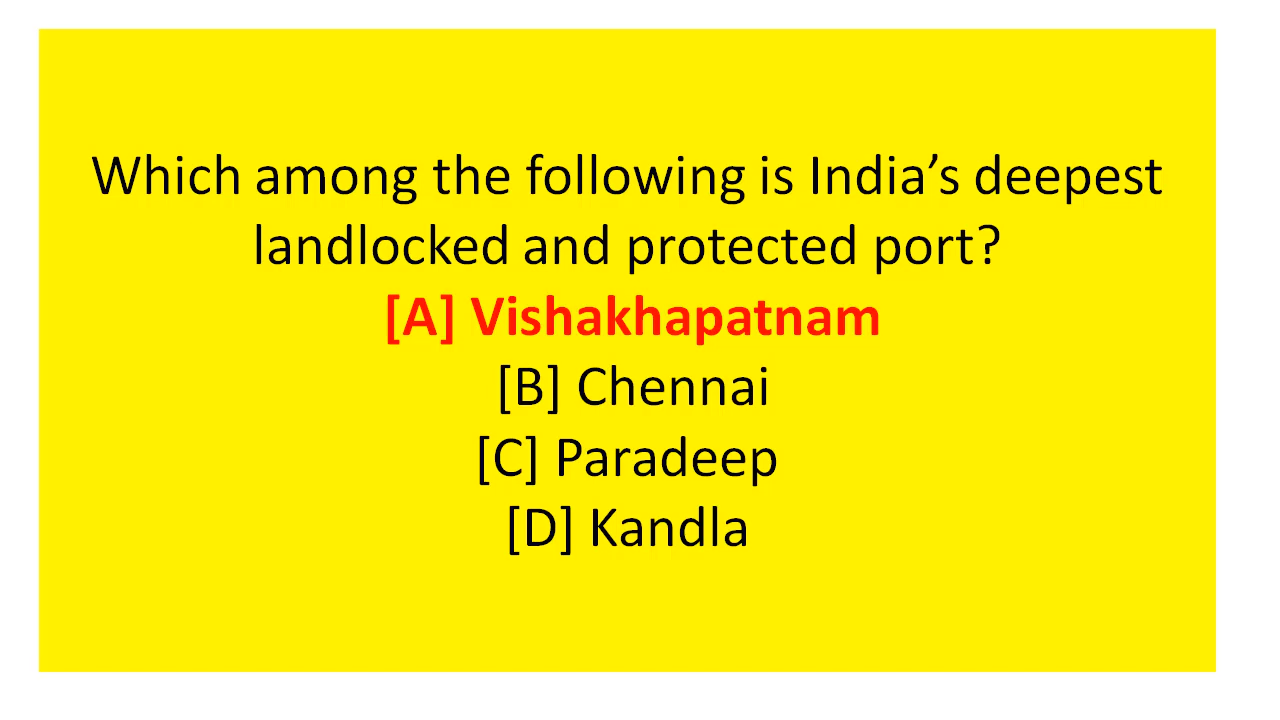 Which among the following is India’s deepest
landlocked and protected port?
[A] Vishakhapatnam
[B] Chennai
[C] Paradeep
[D] Kandla